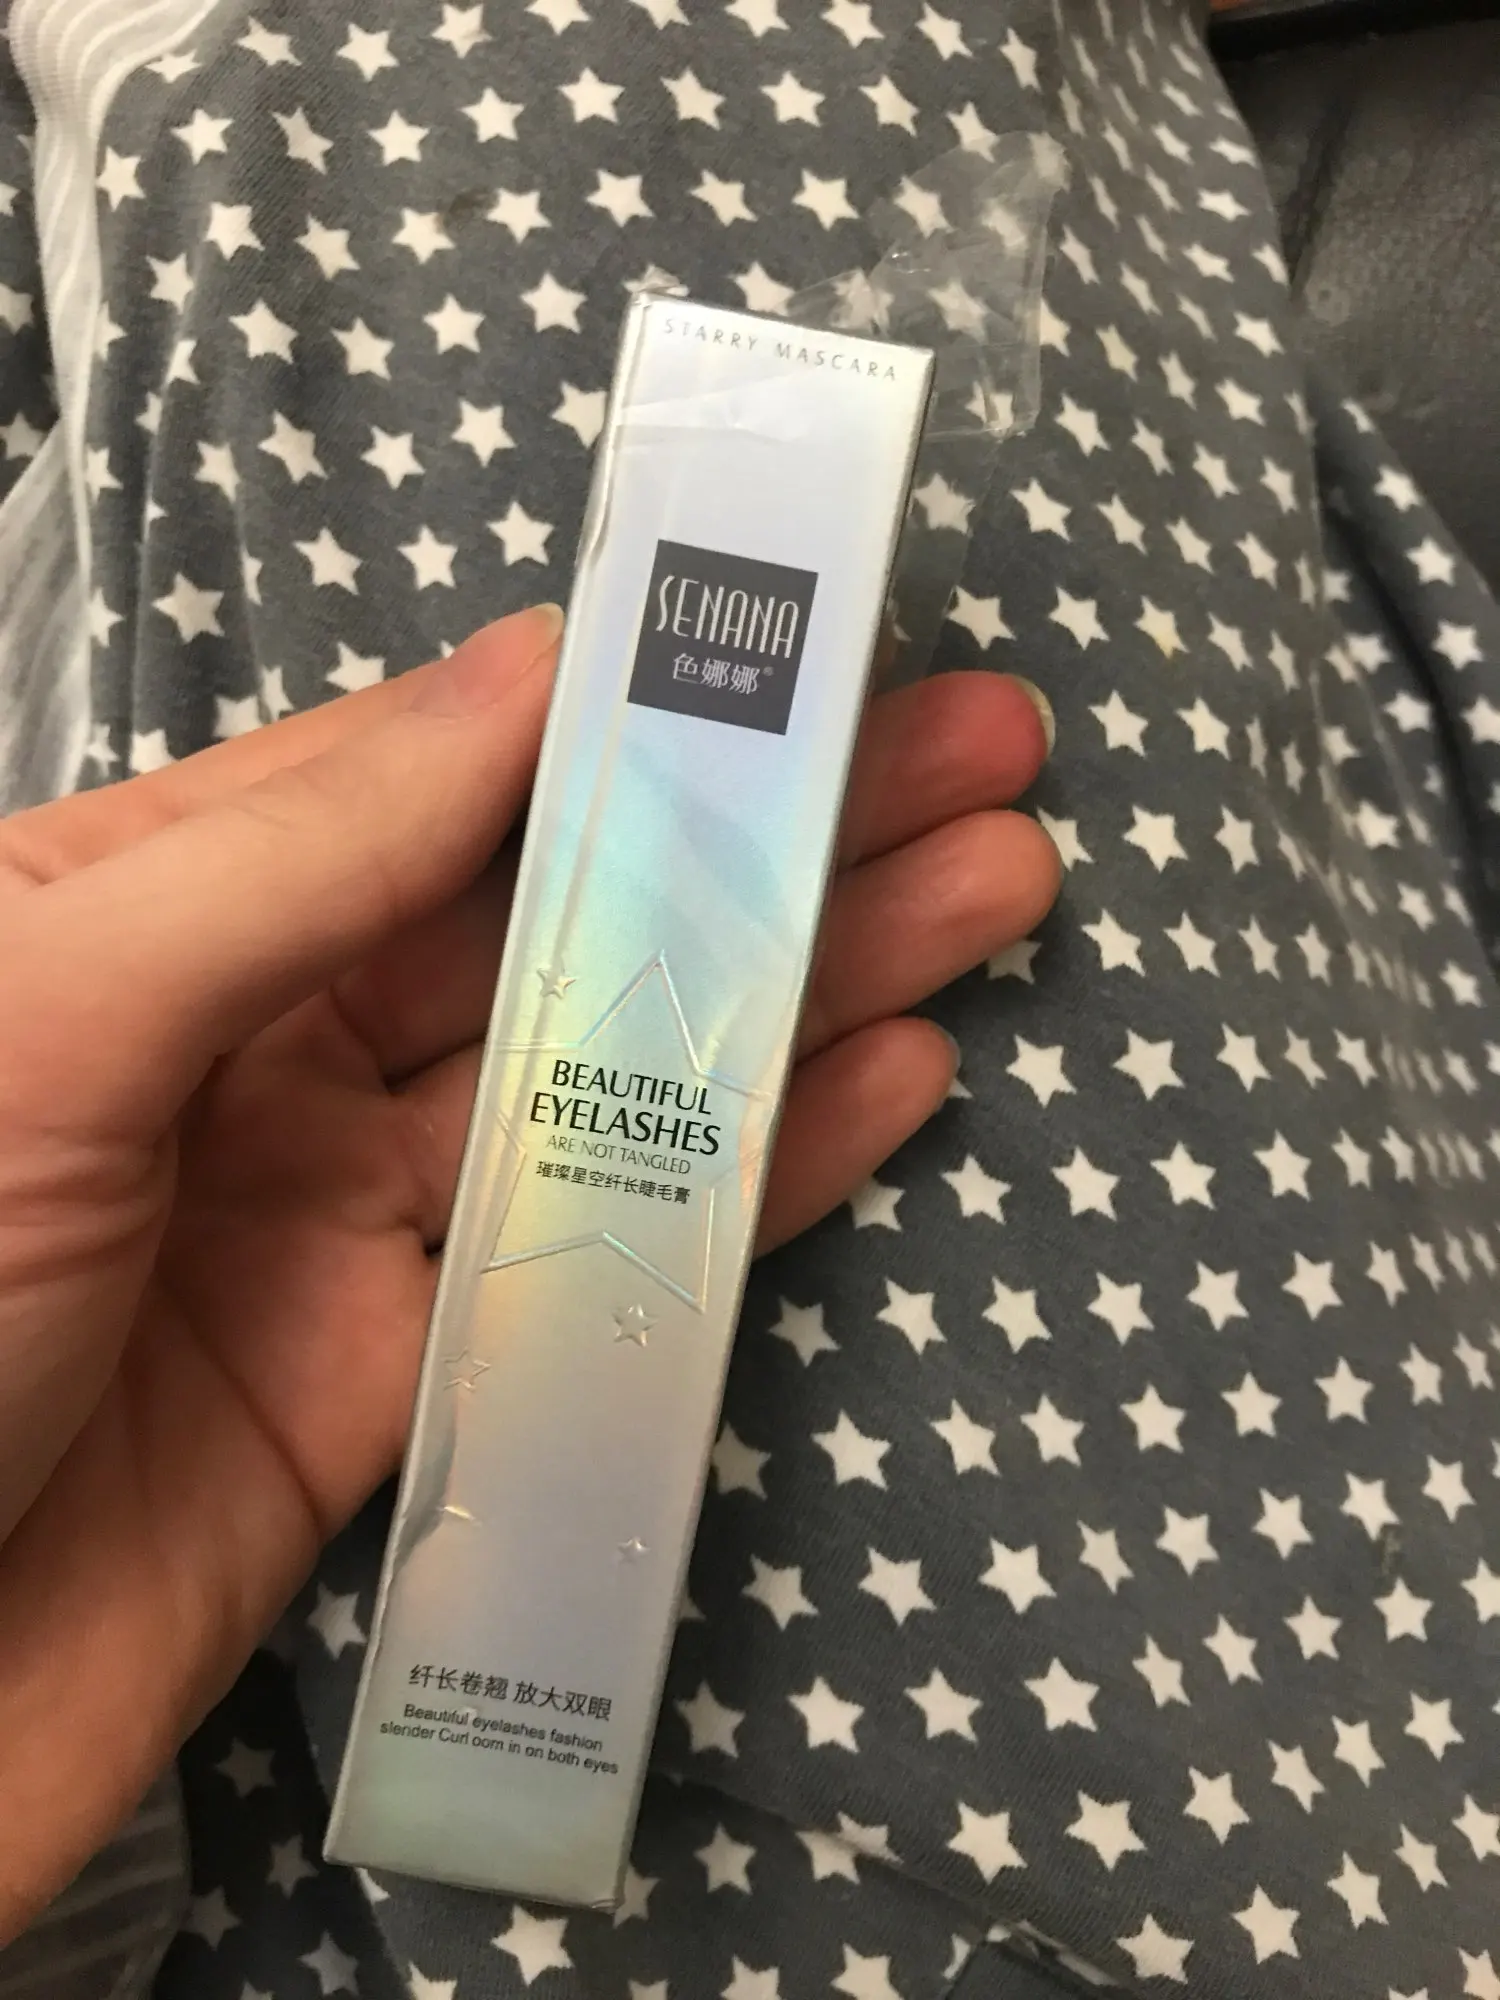 STARRY MASCARA
SENANA
色娜娜®
BEAUTIFUL
EYELASHES
ARE NOT TANGLED
璀璨星空纤长睫毛膏
纤长卷翘 放大双眼
Beautiful eyelashes fashion
slender Curl oom in on both eyes